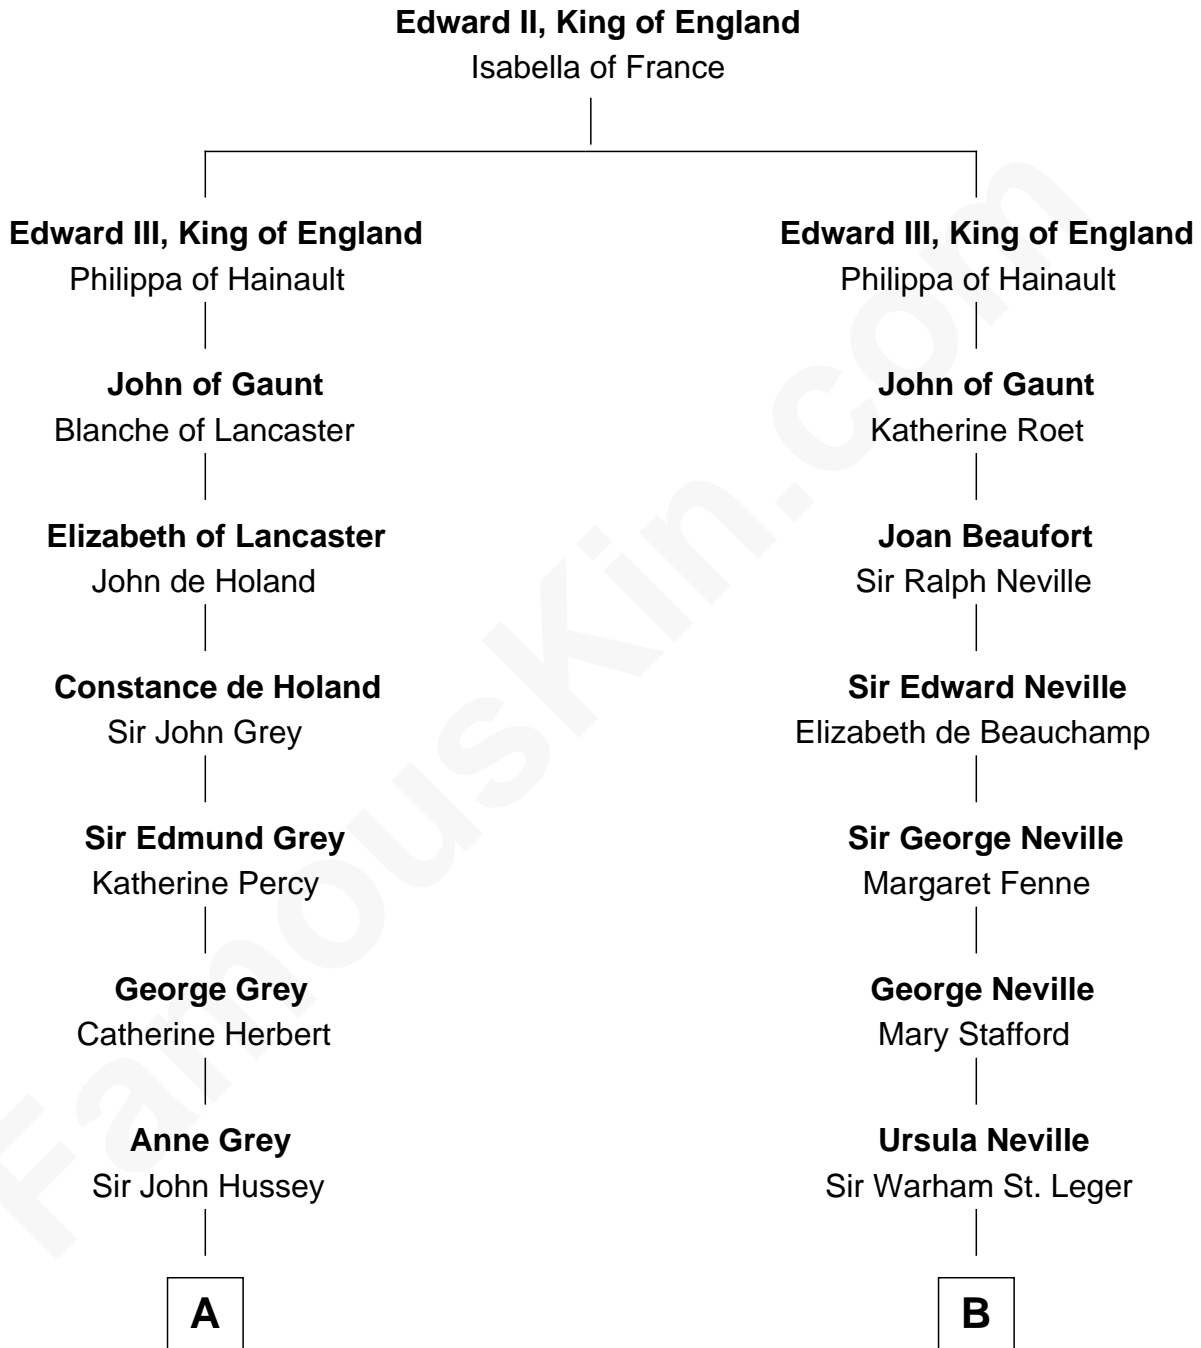 Edward II, King of England
Isabella of France
Edward III, King of England
Philippa of Hainault
John of Gaunt
Blanche of Lancaster
Elizabeth of Lancaster
John de Holand
Constance de Holand
Sir John Grey
Sir Edmund Grey
Katherine Percy
George Grey
Catherine Herbert
Anne Grey
Sir John Hussey
A
Edward III, King of England
Philippa of Hainault
John of Gaunt
Katherine Roet
Joan Beaufort
Sir Ralph Neville
Sir Edward Neville
Elizabeth de Beauchamp
Sir George Neville
Margaret Fenne
George Neville
Mary Stafford
Ursula Neville
Sir Warham St. Leger
B
FamousKin.com